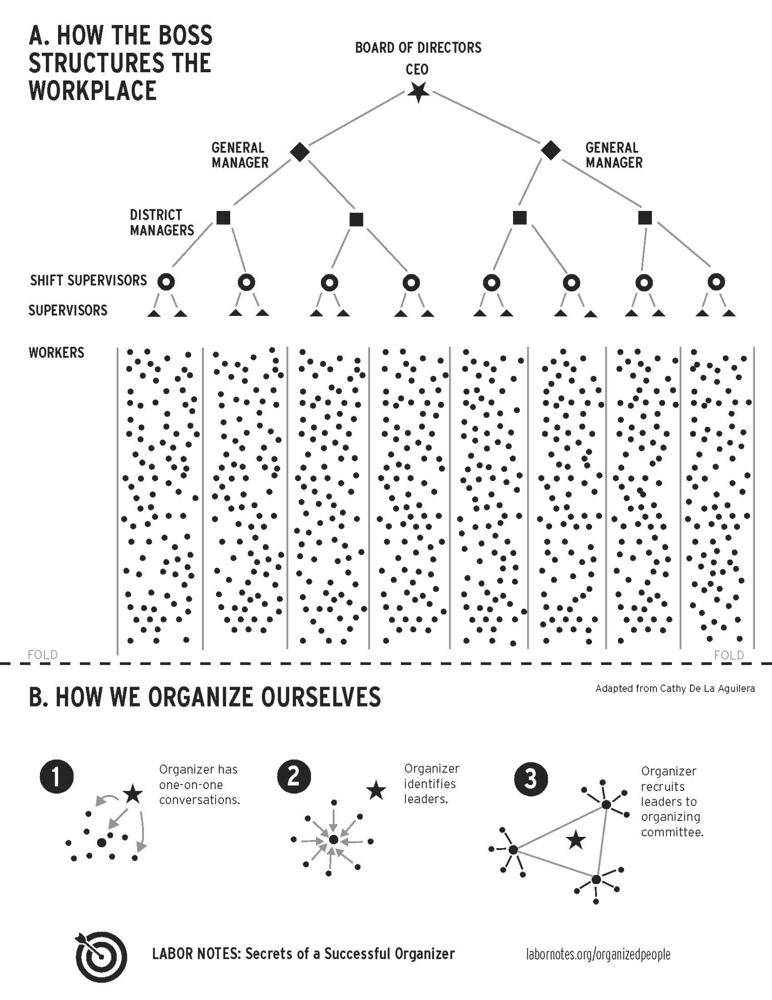 A. HOW THE BOSS
STRUCTURES THE
WORKPLACE
BOARD OF DIRECTORS
CEO
GENERAL
MANAGER
GENERAL
MANAGER
DISTRICT
MANAGERS
SHIFT SUPERVISORS
SUPERVISORS
WORKERS
FOLD
FOLD
B. HOW WE ORGANIZE OURSELVES
Adapted from Cathy De La Aguilera
1
Organizer has
one-on-one
conversations.
2
Organizer
identifies
leaders.
3
Organizer
recruits
leaders to
organizing
committee.
LABOR NOTES: Secrets of a Successful Organizer
labornotes.org/organizedpeople